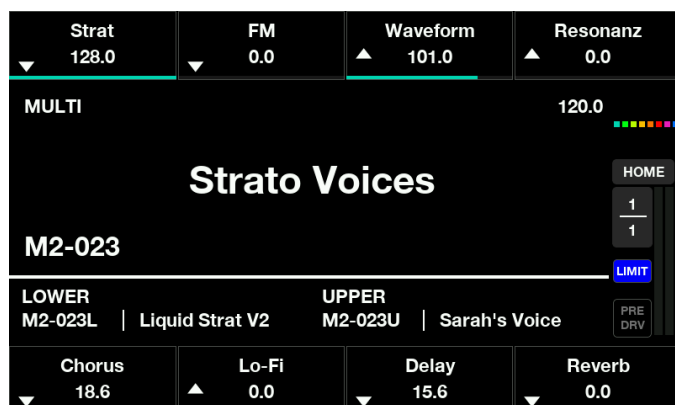 Strat FM Waveform Resonanz
128.0 0.0 101.0 0.0
MULTI 120.0
HOME
Strato Voices
1
1
M2-023
LIMIT
LOWER UPPER
M2-023L Liquid Strat V2 M2-023U Sarah's Voice
PRE
DRV
Chorus Lo-Fi Delay Reverb
18.6 0.0 15.6 0.0